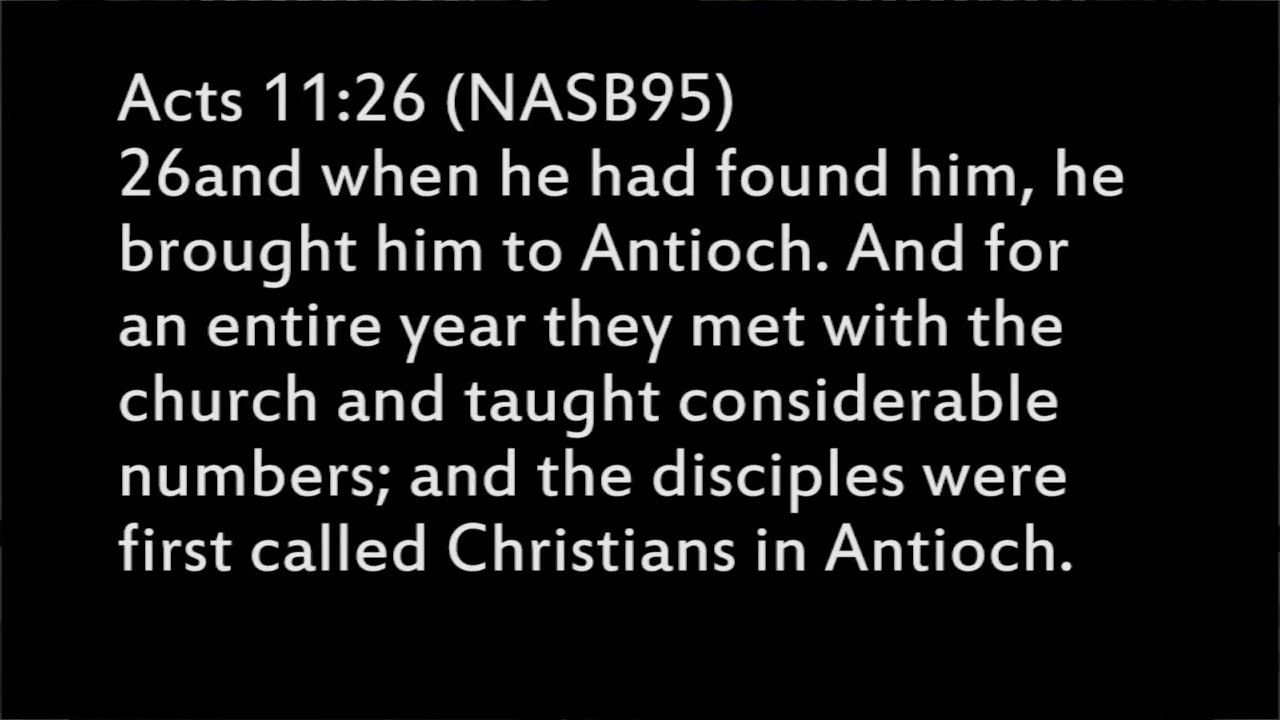 Acts 11:26 (NASB95)
26and when he had found him, he
brought him to Antioch. And for
an entire year they met with the
church and taught considerable
numbers; and the disciples were
first called Christians in Antioch.